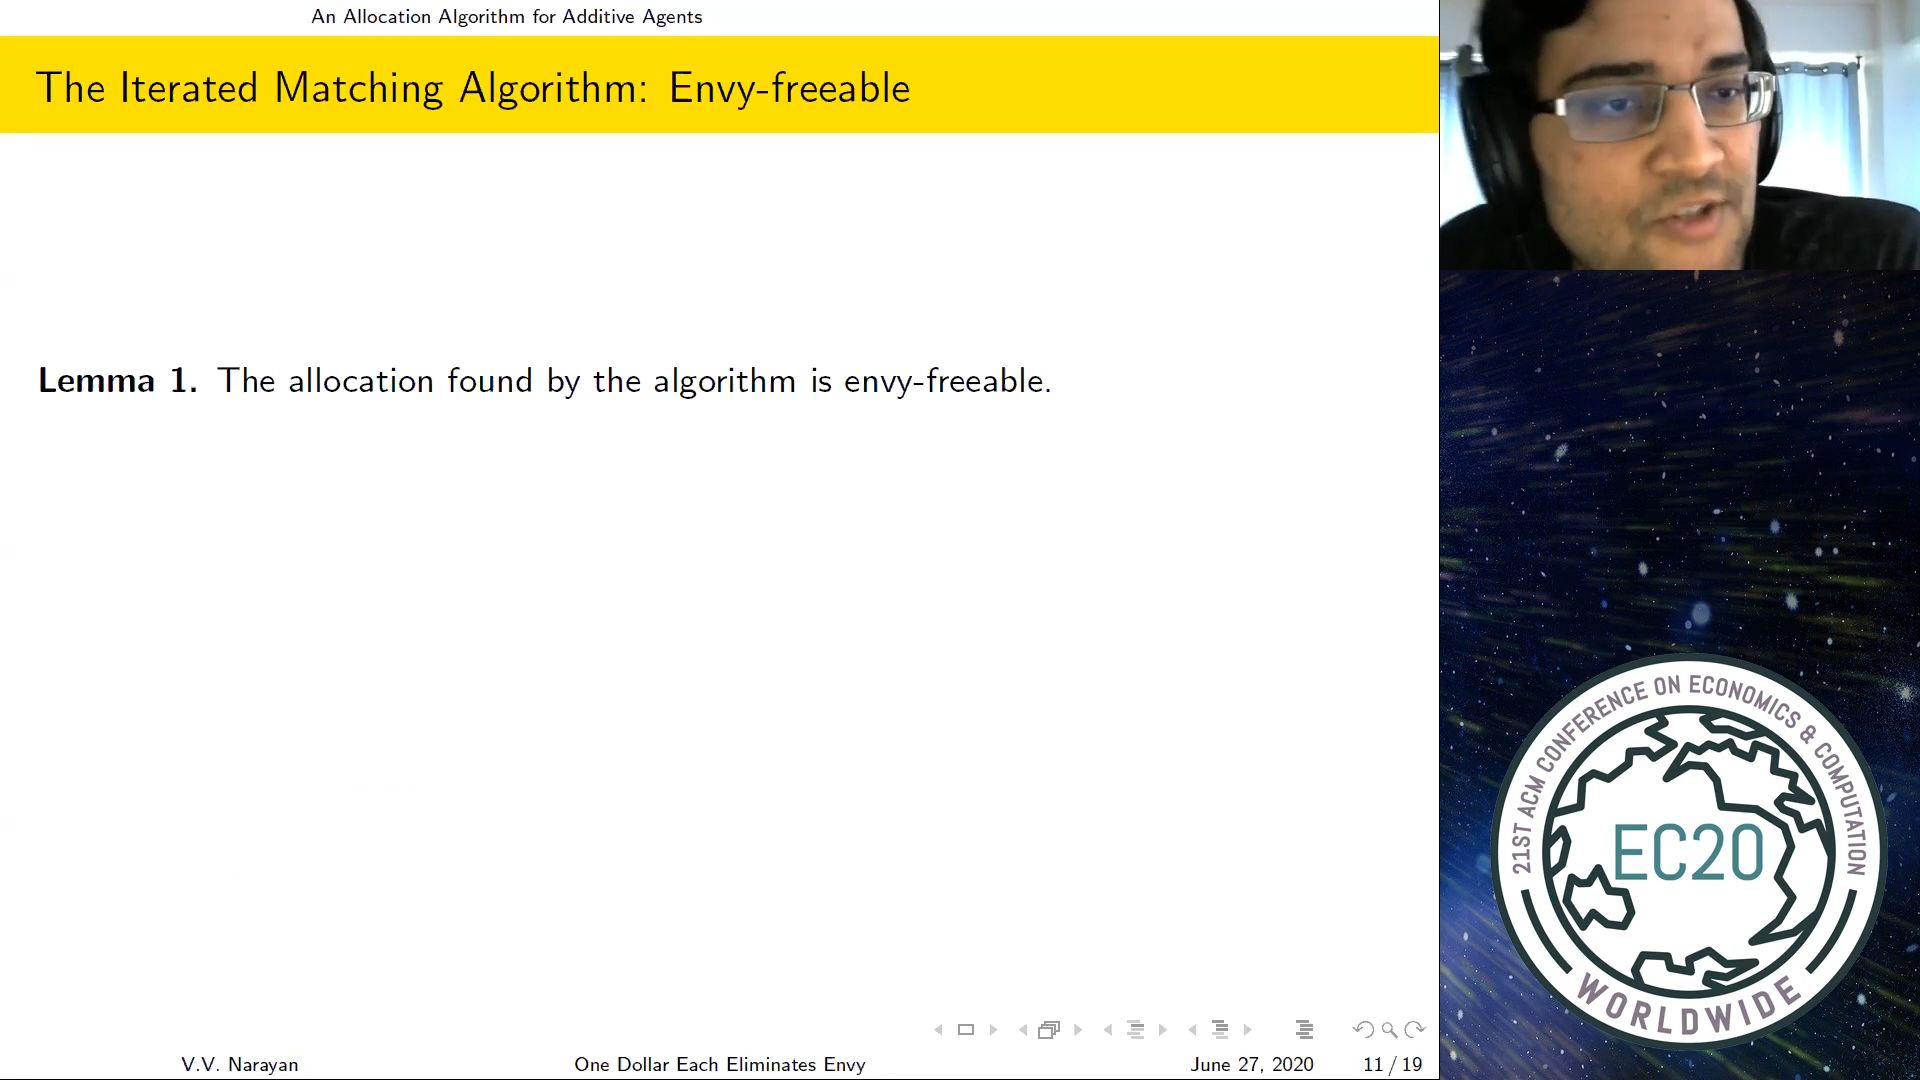 An Allocation Algorithm for Additive Agents
The Iterated Matching Algorithm: Envy-freeable
Lemma 1. The allocation found by the algorithm is envy-freeable.
V.V. Narayan
One Dollar Each Eliminates Envy
June 27, 2020
11 / 19
21ST ACM CONFERENCE ON ECONOMICS & COMPUTATION
EC20
WORLDWIDE